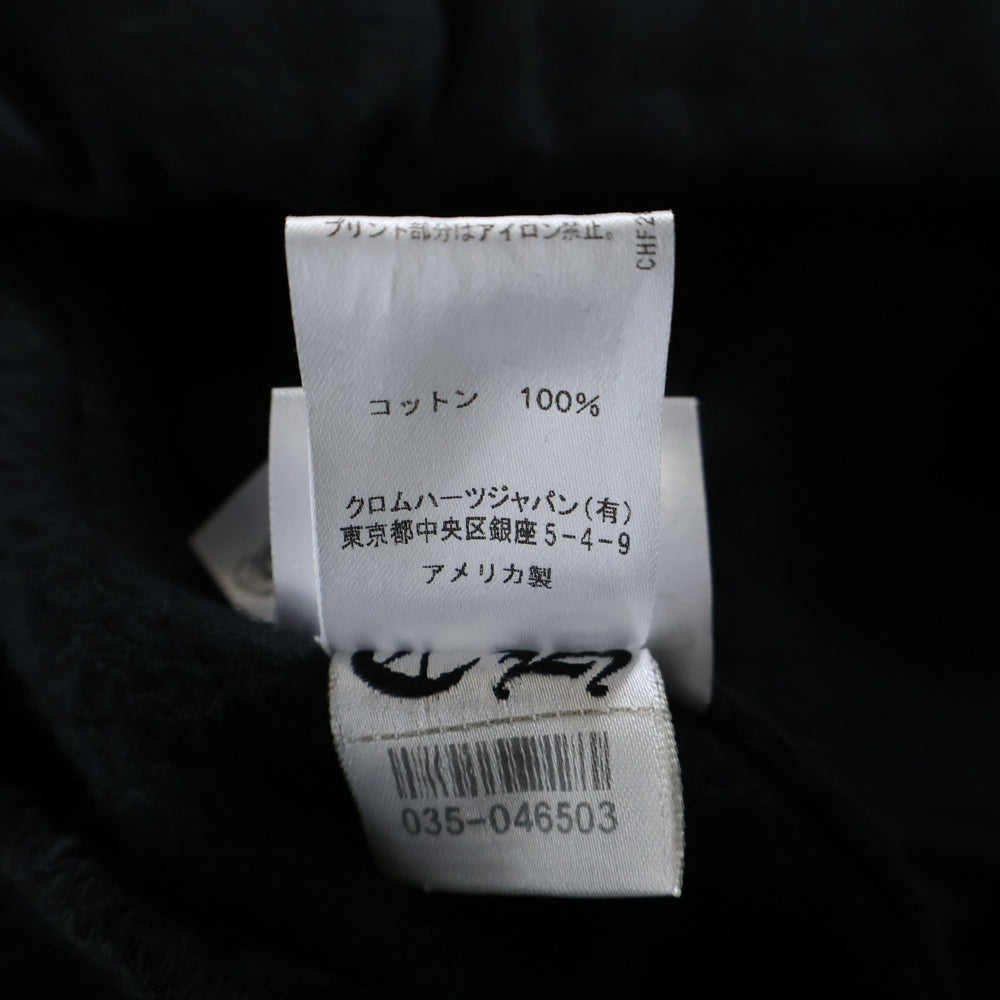 プリント部分はアイロン禁止。
CHF2
コットン 100%
クロムハーツジャパン(有)
東京都中央区銀座5-4-9
アメリカ製
035-046503